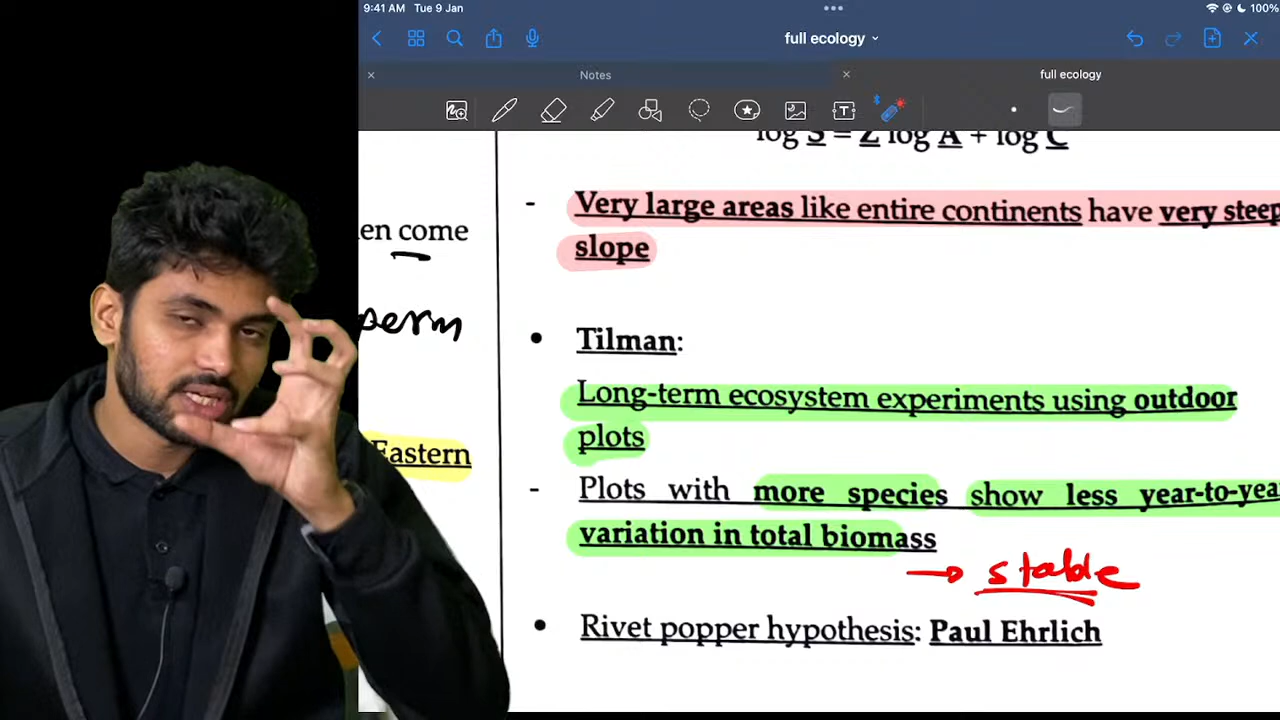 9:41 AM Tue 9 Jan
100%
full ecology
Notes
full ecology
log S = Z log A + log C
- Very large areas like entire continents have very steep
slope
en come
perm
• Tilman:
Long-term ecosystem experiments using outdoor
plots
Eastern
- Plots with more species show less year-to-year
variation in total biomass
→ stable
• Rivet popper hypothesis: Paul Ehrlich